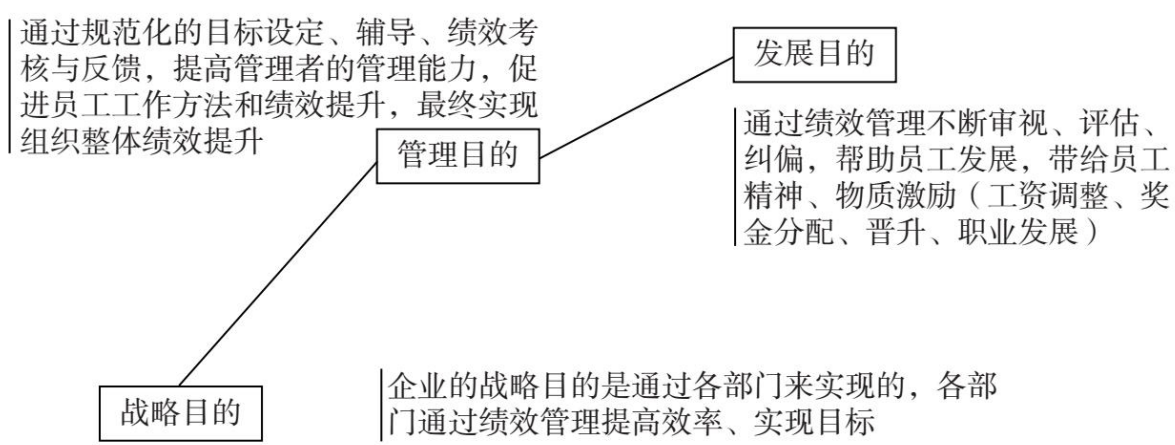 通过规范化的目标设定、辅导、绩效考
核与反馈，提高管理者的管理能力，促
进员工工作方法和绩效提升，最终实现
组织整体绩效提升
管理目的
发展目的
通过绩效管理不断审视、评估、
纠偏，帮助员工发展，带给员工
精神、物质激励（工资调整、奖
金分配、晋升、职业发展）
战略目的
企业的战略目的是通过各部门来实现的，各部
门通过绩效管理提高效率、实现目标